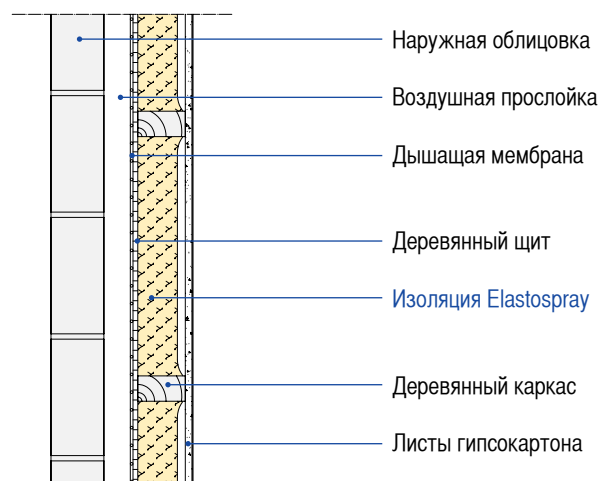 Наружная облицовка
Воздушная прослойка
Дышащая мембрана
Деревянный щит
Изоляция Elastospray
Деревянный каркас
Листы гипсокартона